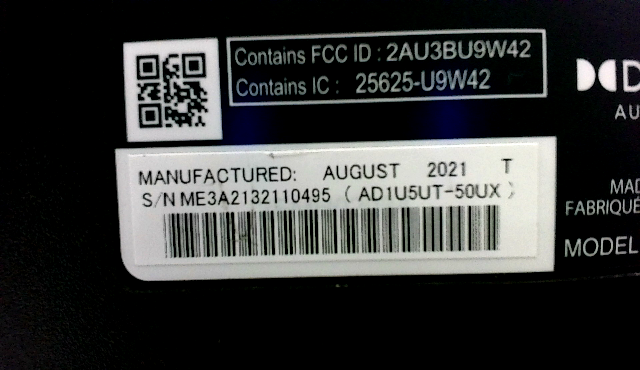 Contains FCC ID : 2AU3BU9W42
Contains IC : 25625-U9W42
MANUFACTURED: AUGUST 2021 T
S/N ME3A2132110495 ( AD1U5UT-50UX )
AU
MAD
FABRIQUÉ
MODEL